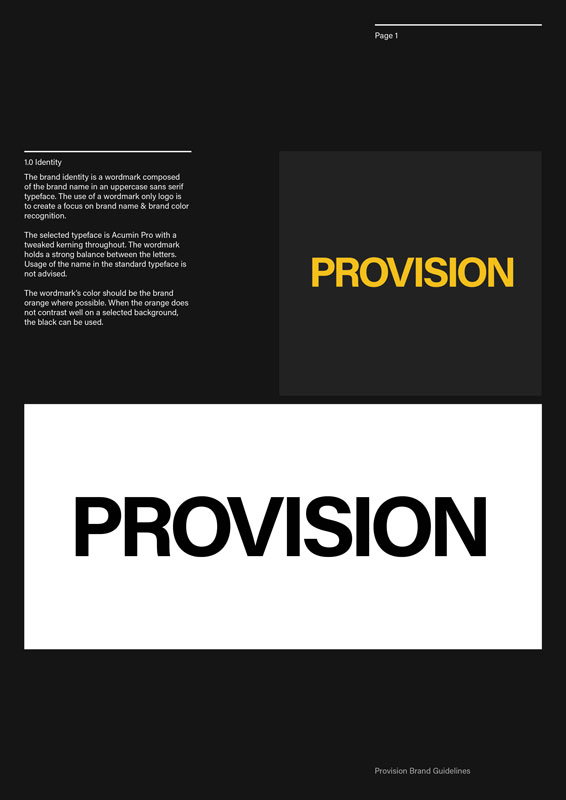 Page 1
1.0 Identity
The brand identity is a wordmark composed
of the brand name in an uppercase sans serif
typeface. The use of a wordmark only logo is
to create a focus on brand name & brand color
recognition.
The selected typeface is Acumin Pro with a
tweaked kerning throughout. The wordmark
holds a strong balance between the letters.
Usage of the name in the standard typeface is
not advised.
The wordmark's color should be the brand
orange where possible. When the orange does
not contrast well on a selected background,
the black can be used.
PROVISION
PROVISION
Provision Brand Guidelines